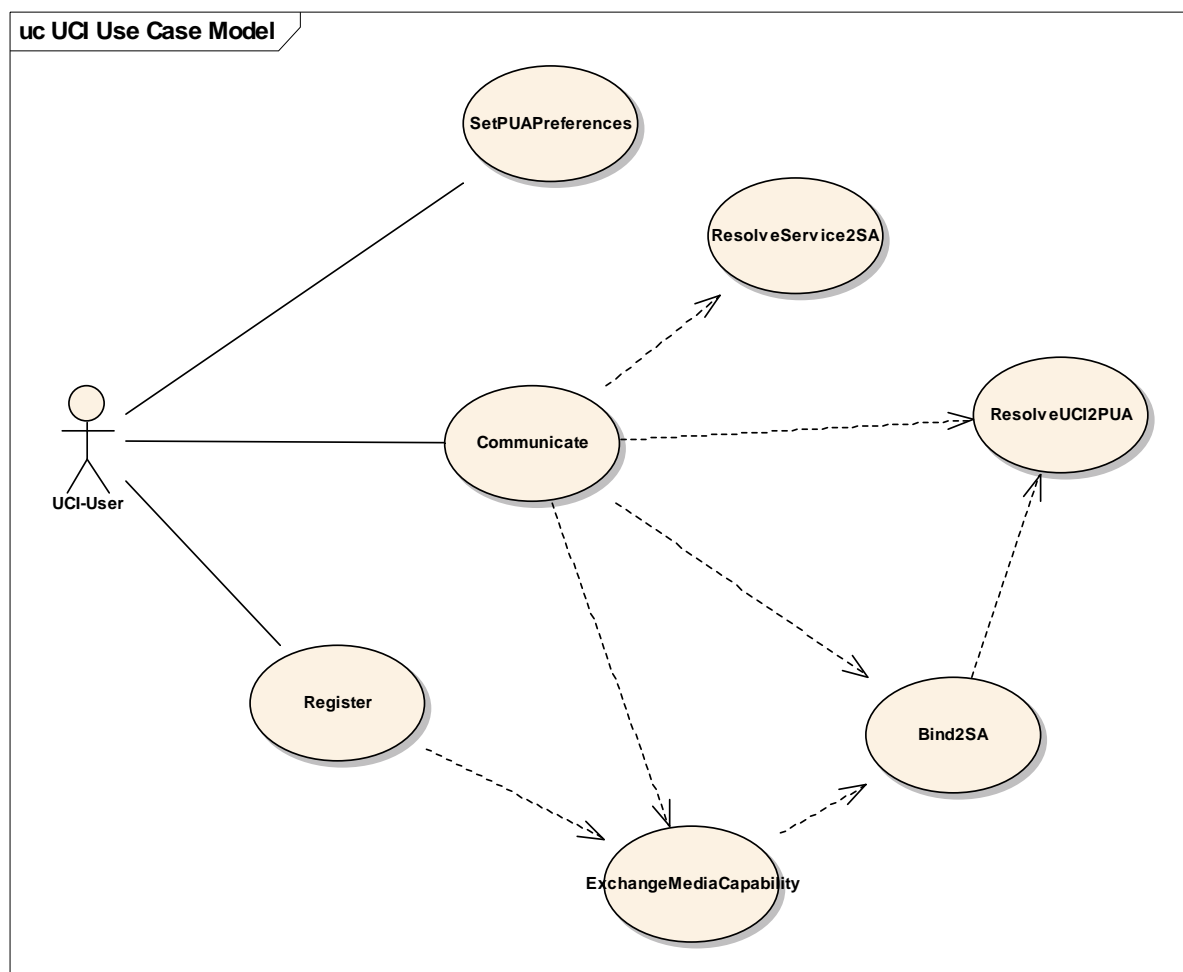 uc UCI Use Case Model
SetPUAPreferences
ResolveService2SA
ResolveUCI2PUA
Communicate
UCI-User
Register
Bind2SA
ExchangeMediaCapability